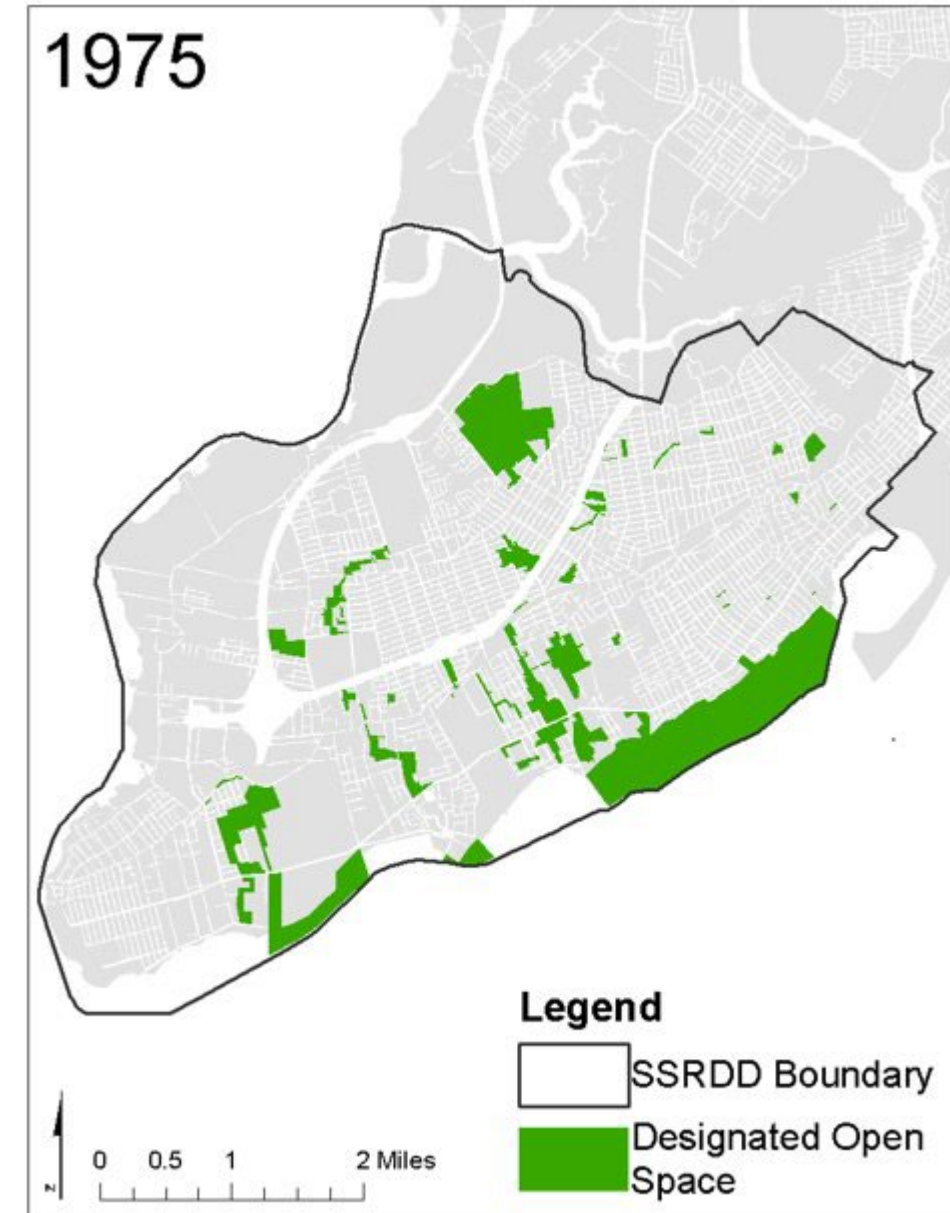 1975
Legend
SSRDD Boundary
Designated Open
Space
N
0 0.5 1 2 Miles